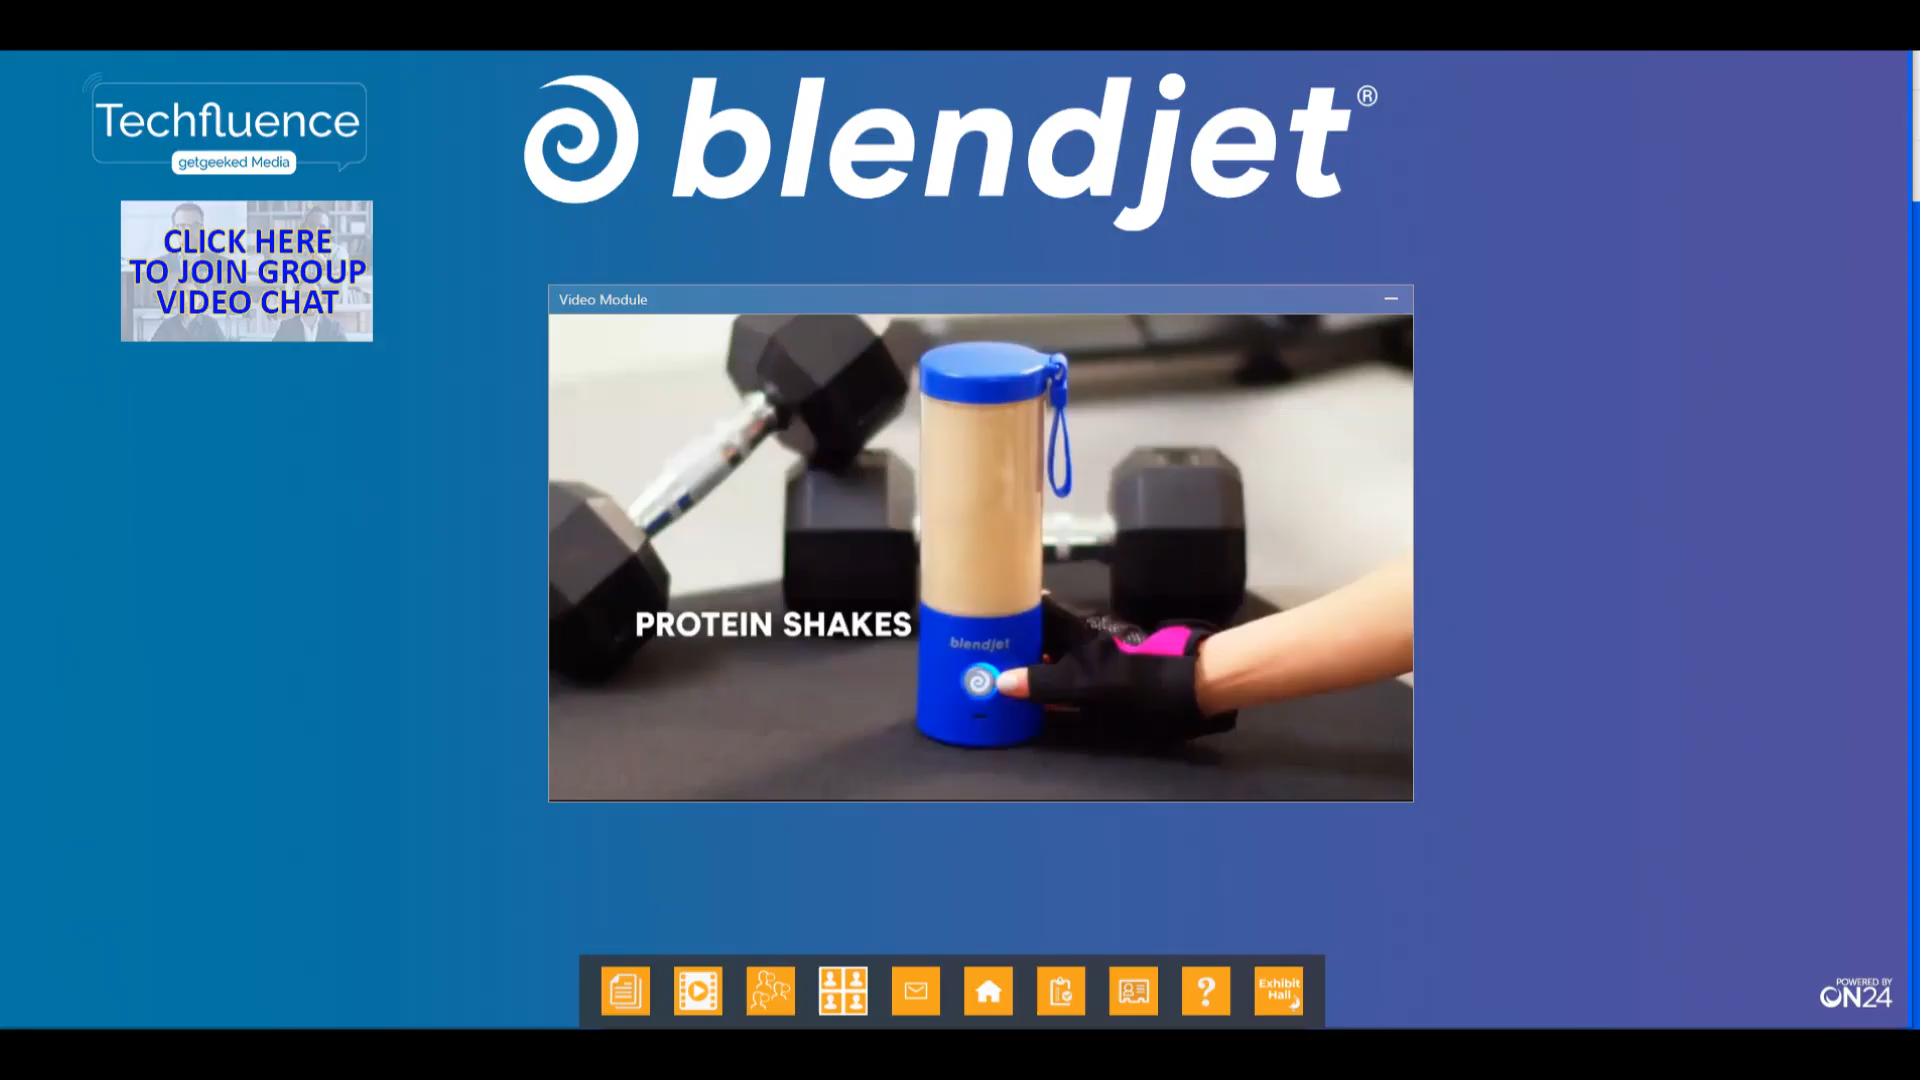 Techfluence
getgeeked Media
blendjet®
CLICK HERE
TO JOIN GROUP
VIDEO CHAT
Video Module
PROTEIN SHAKES
blendjet
?
Exhibit
Hall
POWERED BY
ON24